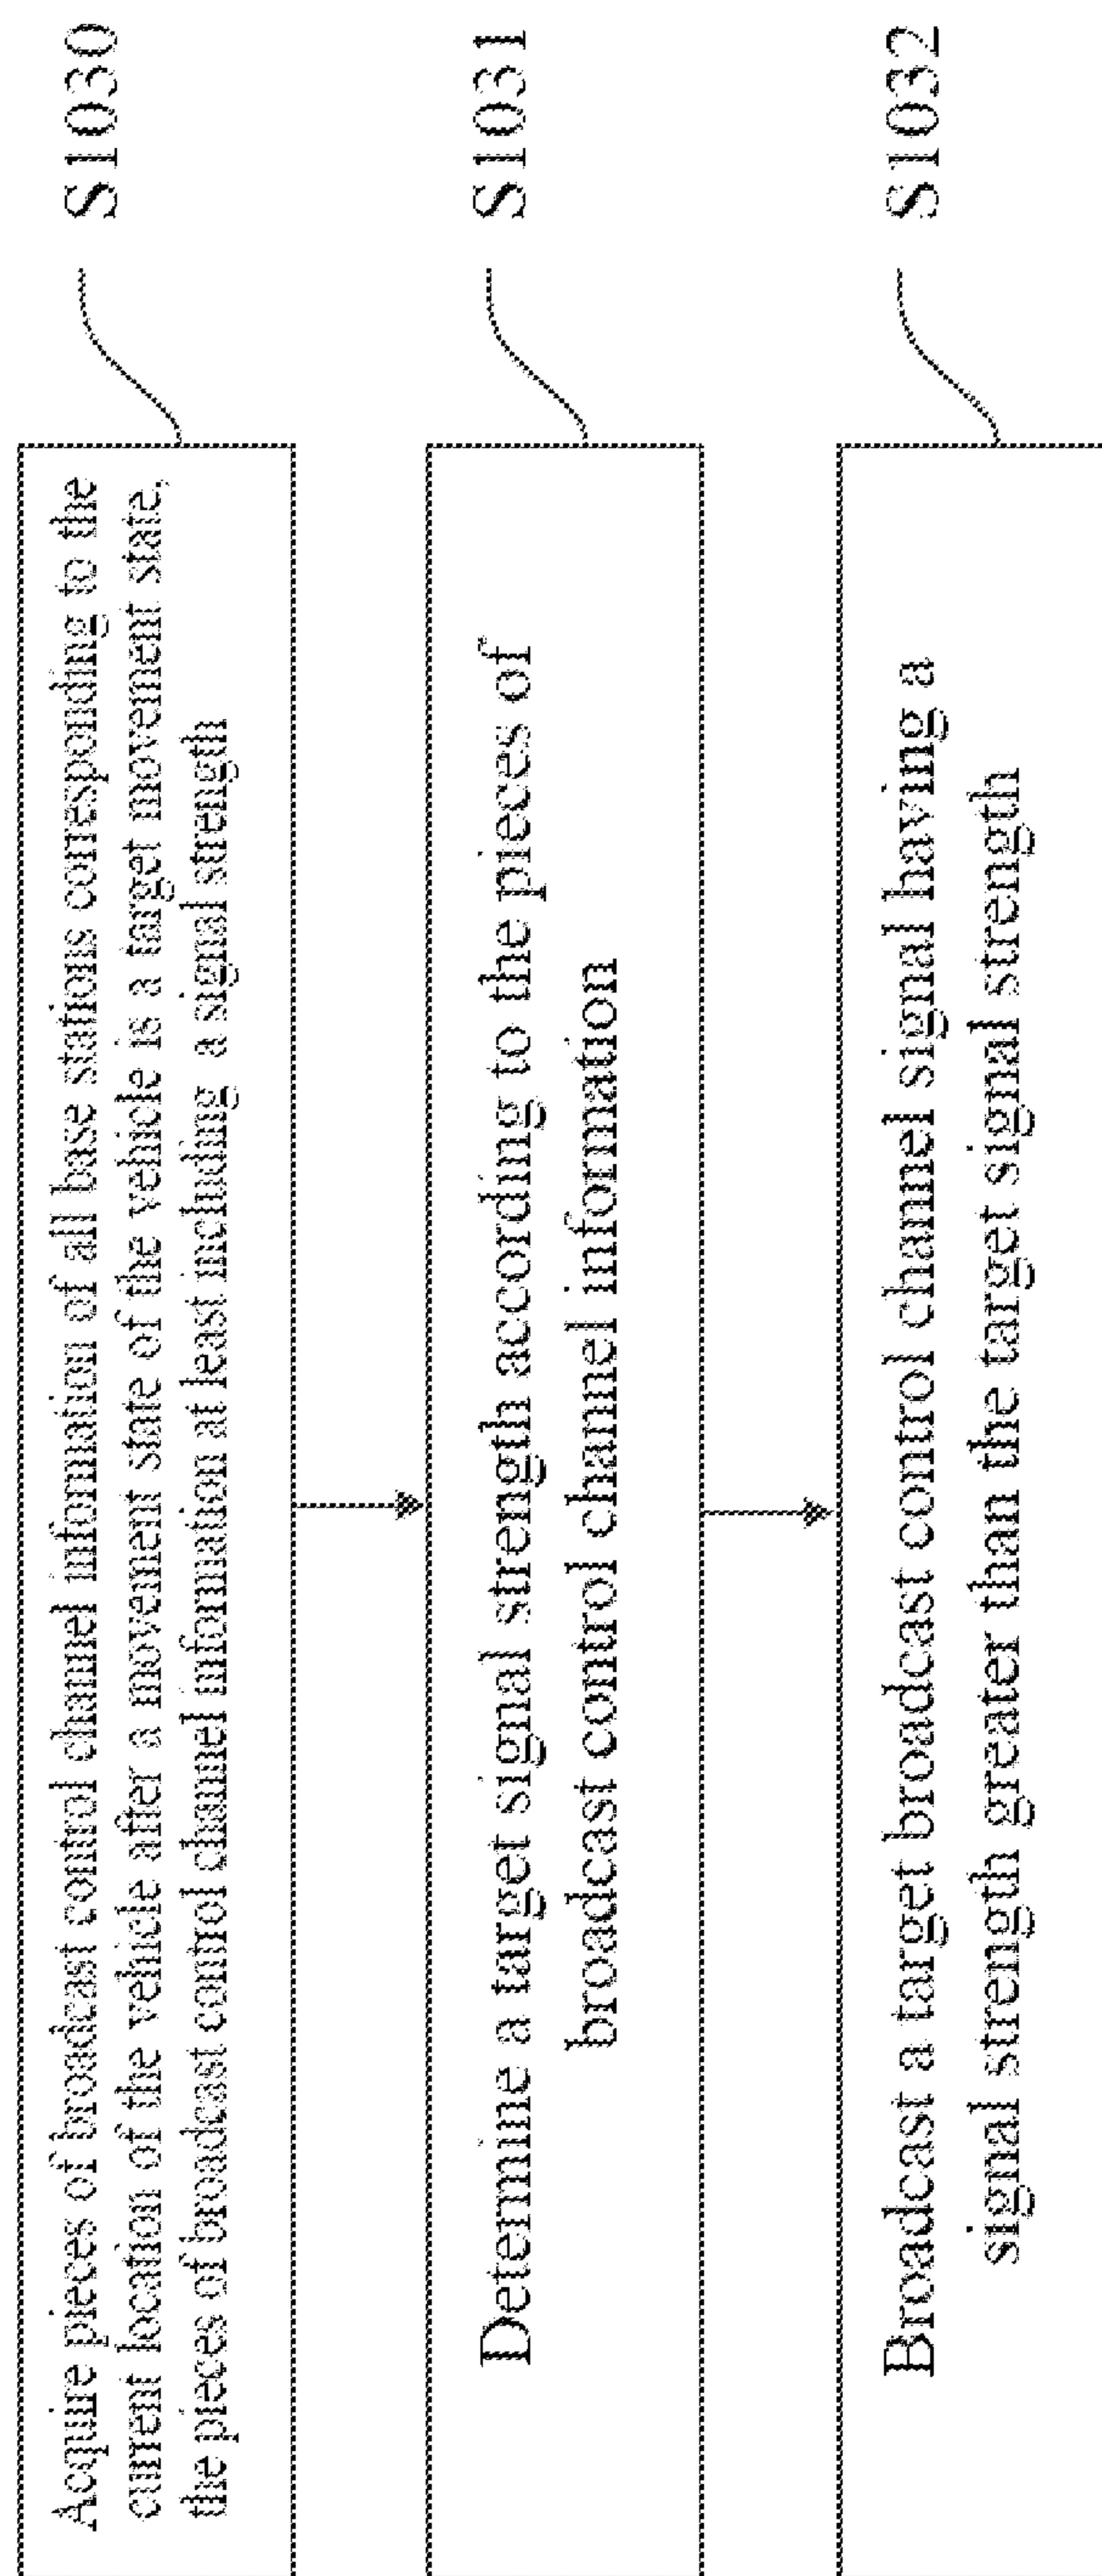 Acquire pieces of broadcast control channel information of all base stations corresponding to the
current location of the vehicle after a movement state of the vehicle is a target movement state,
the pieces of broadcast control channel information at least including a signal strength
S1030
Determine a target signal strength according to the pieces of
broadcast control channel information
S1031
Broadcast a target broadcast control channel signal having a
signal strength greater than the target signal strength
S1032